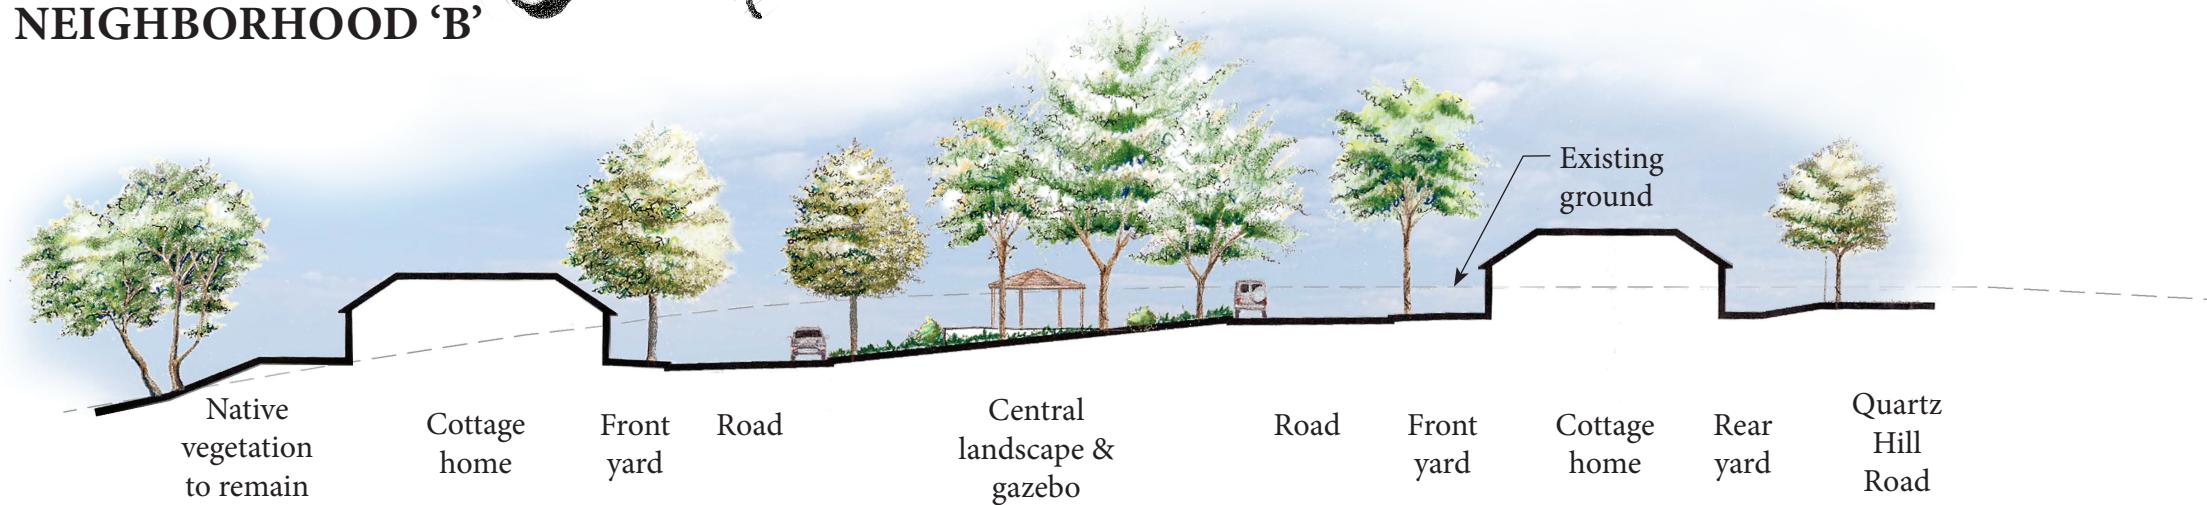 NEIGHBORHOOD ‘B’
Existing
ground
Native
vegetation
to remain
Cottage
home
Front
yard
Road
Central
landscape &
gazebo
Road
Front
yard
Cottage
home
Rear
yard
Quartz
Hill
Road